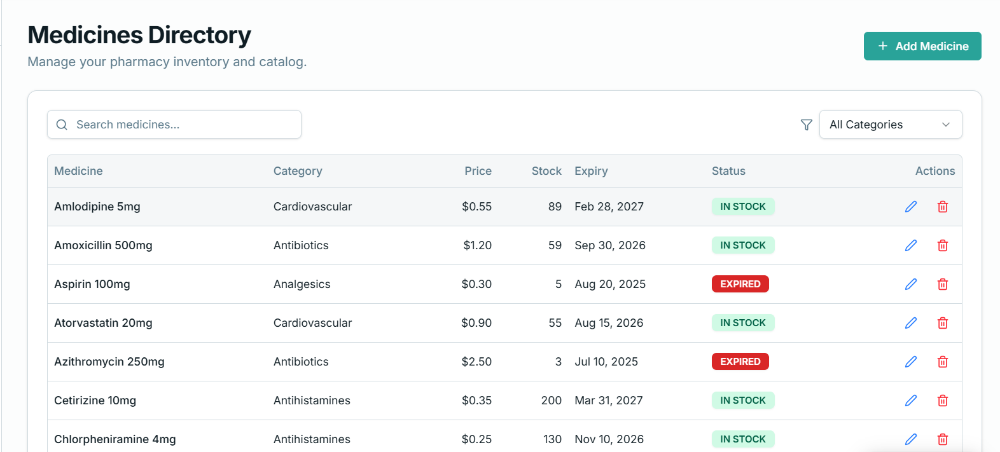 Medicines Directory
Manage your pharmacy inventory and catalog.
+ Add Medicine
Search medicines...
All Categories
Medicine Category Price Stock Expiry Status Actions
Amlodipine 5mg Cardiovascular $0.55 89 Feb 28, 2027 IN STOCK
Amoxicillin 500mg Antibiotics $1.20 59 Sep 30, 2026 IN STOCK
Aspirin 100mg Analgesics $0.30 5 Aug 20, 2025 EXPIRED
Atorvastatin 20mg Cardiovascular $0.90 55 Aug 15, 2026 IN STOCK
Azithromycin 250mg Antibiotics $2.50 3 Jul 10, 2025 EXPIRED
Cetirizine 10mg Antihistamines $0.35 200 Mar 31, 2027 IN STOCK
Chlorpheniramine 4mg Antihistamines $0.25 130 Nov 10, 2026 IN STOCK